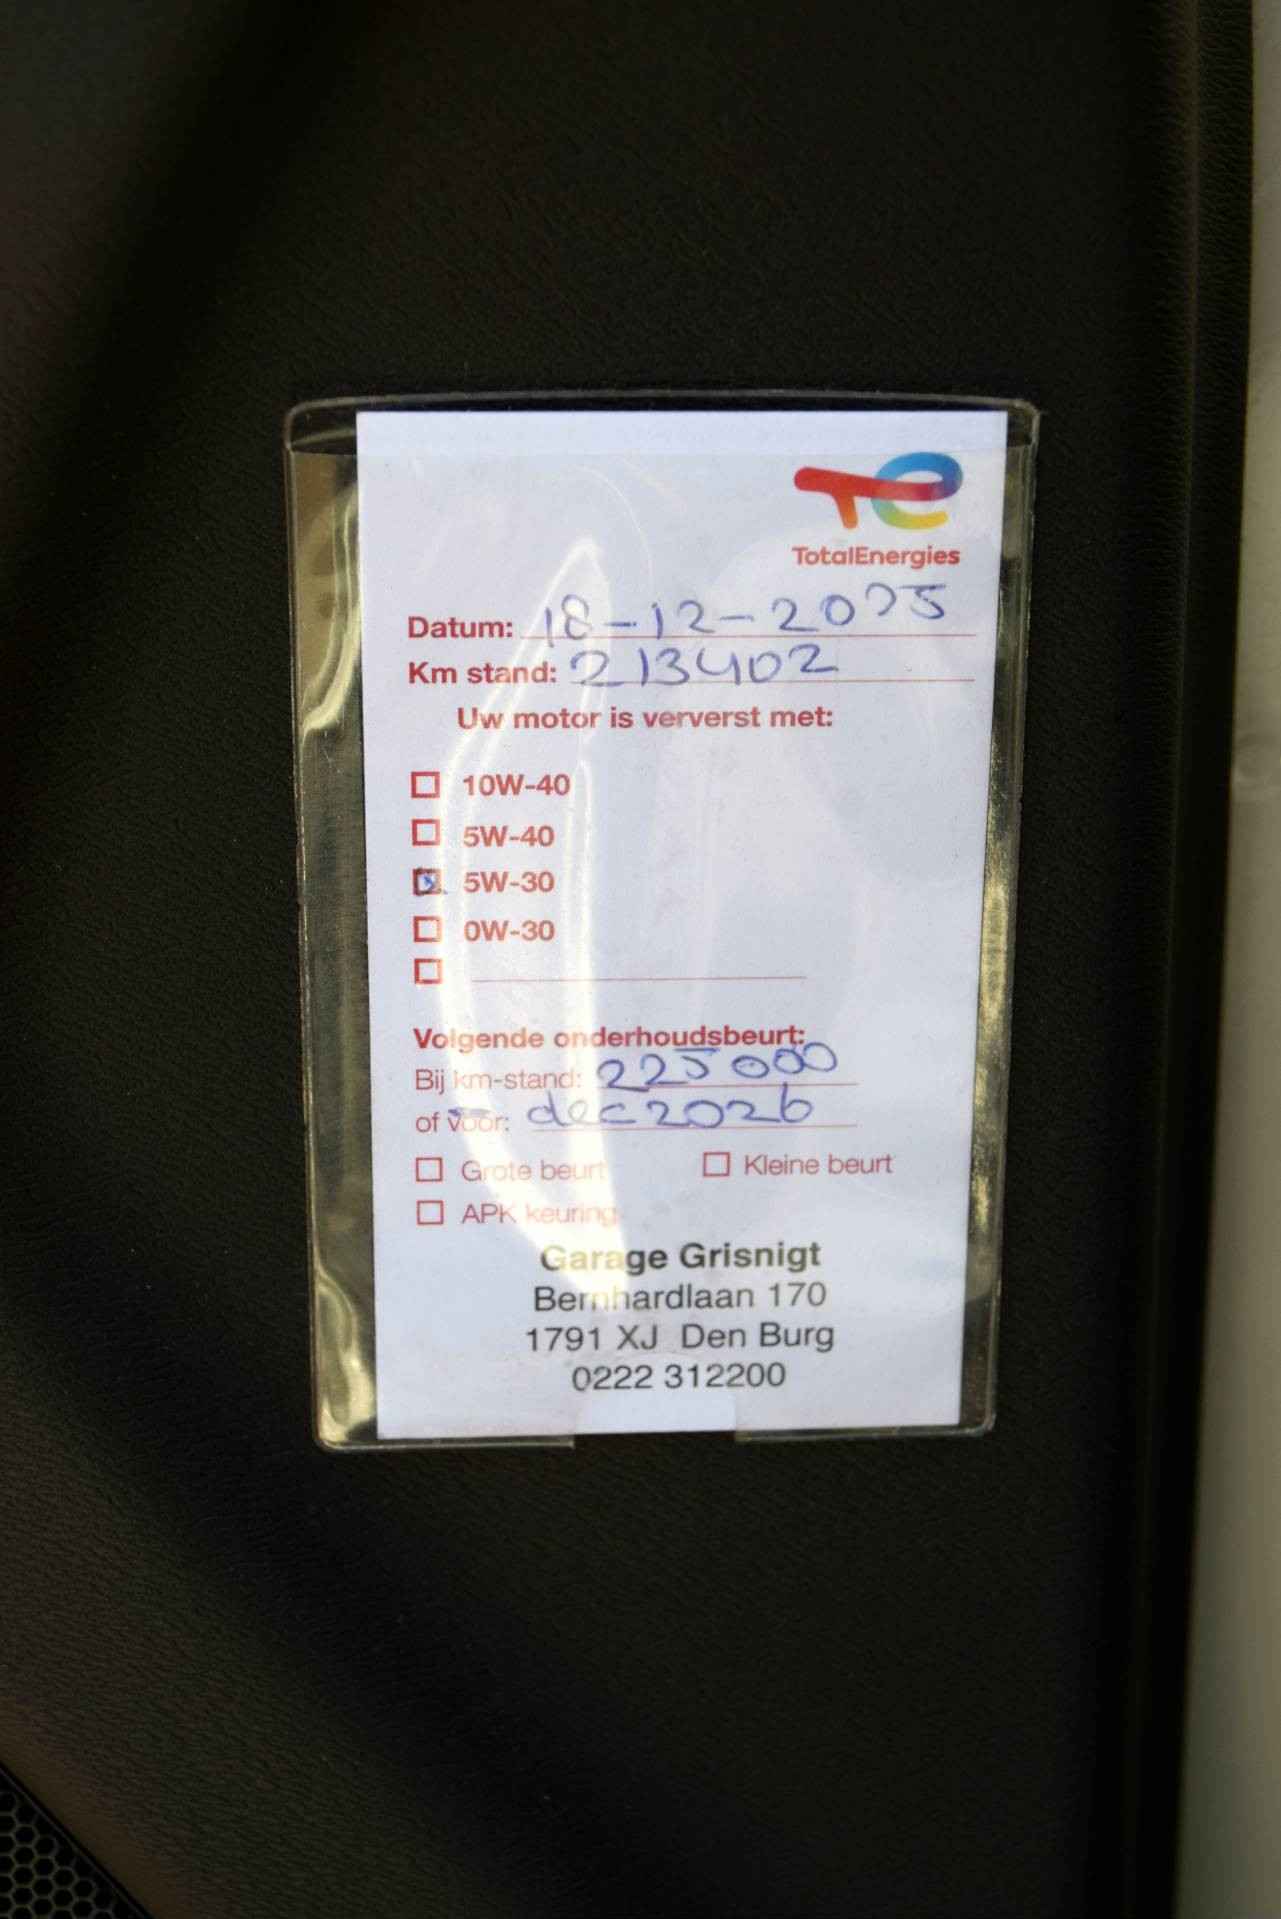 TotalEnergies
Datum: 18-12-2025
Km stand: 213402
Uw motor is ververst met:
10W-40
5W-40
5W-30
0W-30
Volgende onderhoudsbeurt:
Bij km-stand: 225000
of voor: dec 2026
Grote beurt Kleine beurt
APK keuring
Garage Grisnigt
Bernhardlaan 170
1791 XJ Den Burg
0222 312200